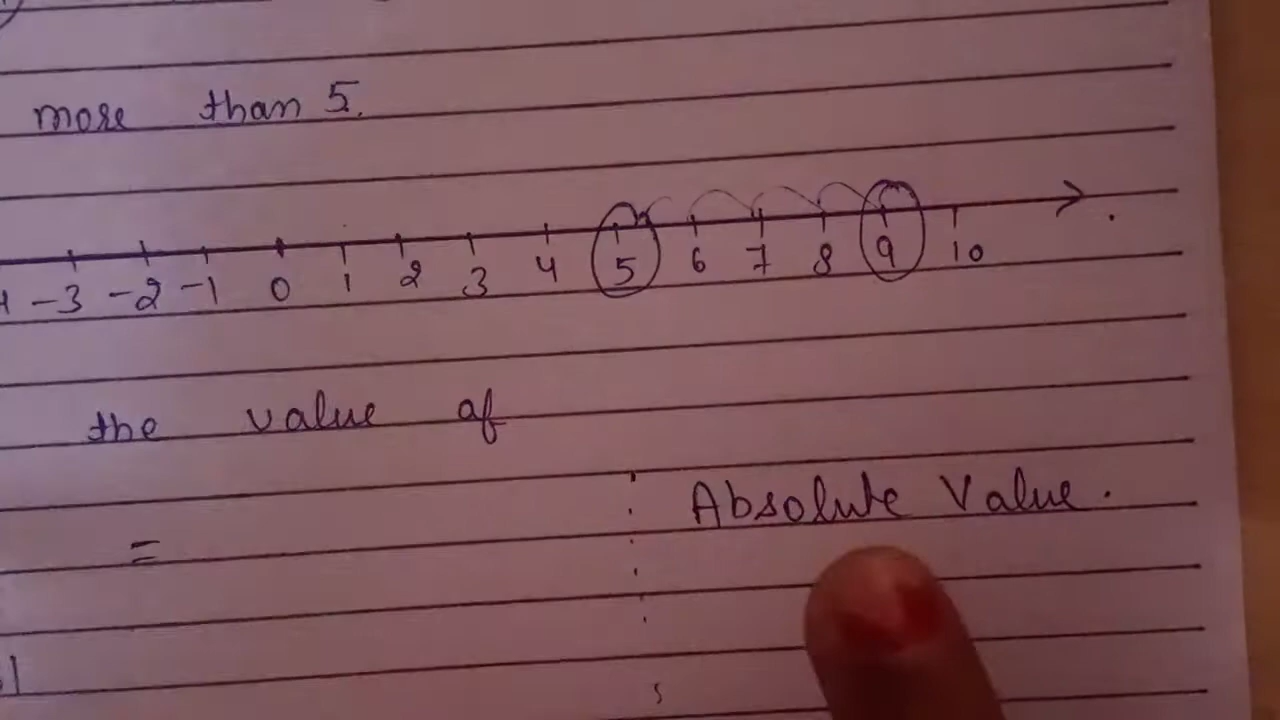 more than 5.
-3 -2 -1 0 1 2 3 4 5 6 7 8 9 10
the value of
Absolute Value.
=